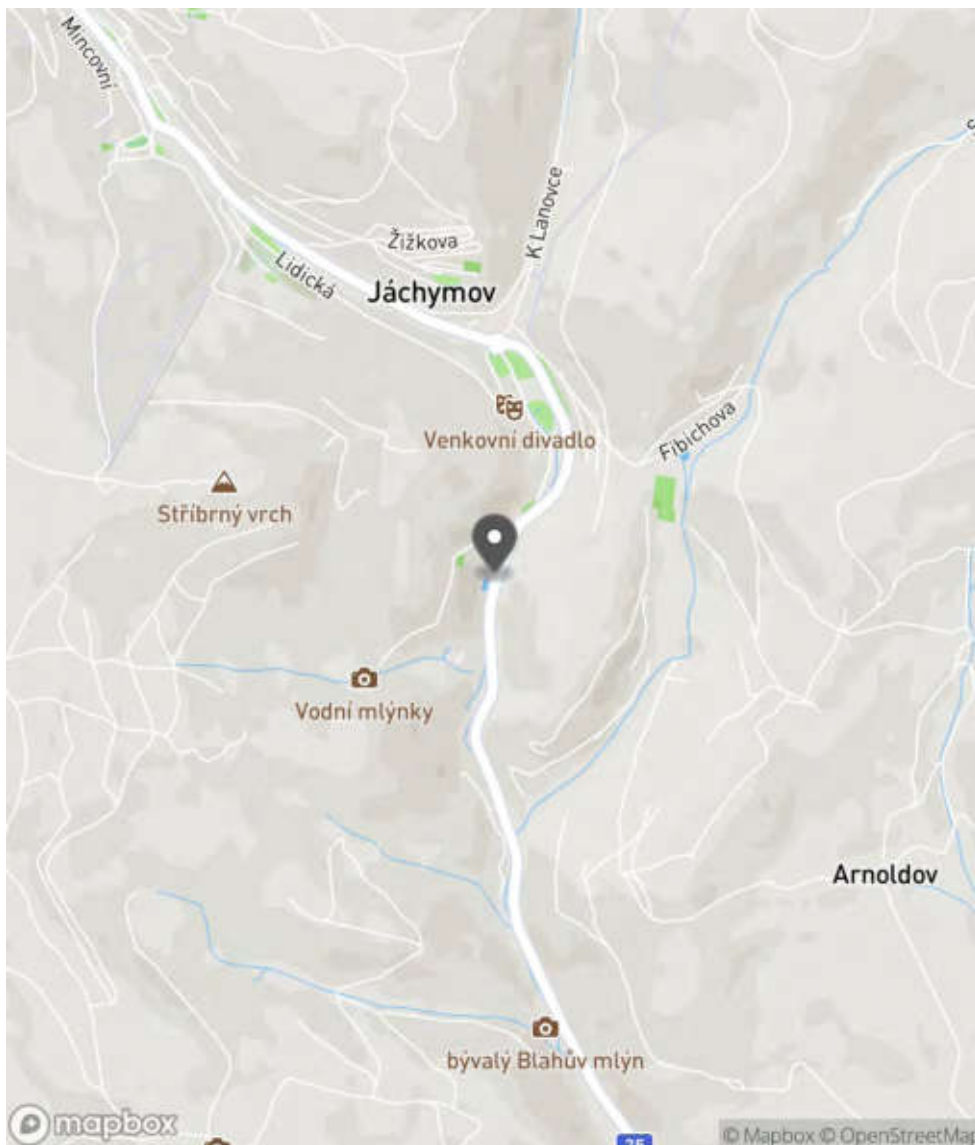 Mincovní
K Lanovce
Žižkova
Lidická
Jáchymov
Venkovní divadlo
Fibichova
Stříbrný vrch
Vodní mlýnky
Arnoldov
bývalý Blahův mlýn
mapbox
© Mapbox © OpenStreetMap